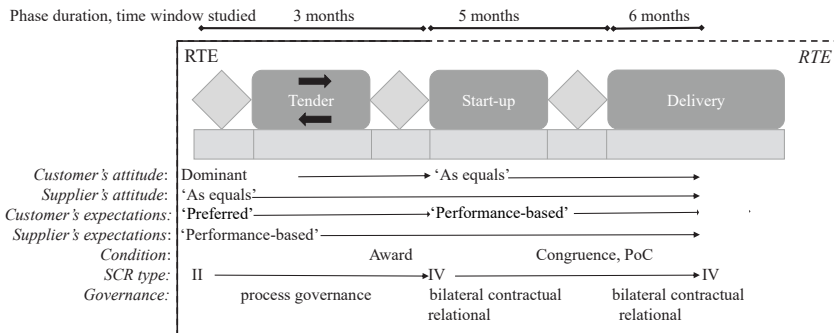 Phase duration, time window studied 3 months 5 months 6 months
RTE RTE
Tender Start-up Delivery
Customer’s attitude: Dominant ‘As equals’
Supplier’s attitude: ‘As equals’
Customer’s expectations: ‘Preferred’ ‘Performance-based’
Supplier’s expectations: ‘Performance-based’
Condition: Award Congruence, PoC
SCR type: II IV IV
Governance: process governance bilateral contractual bilateral contractual
relational relational